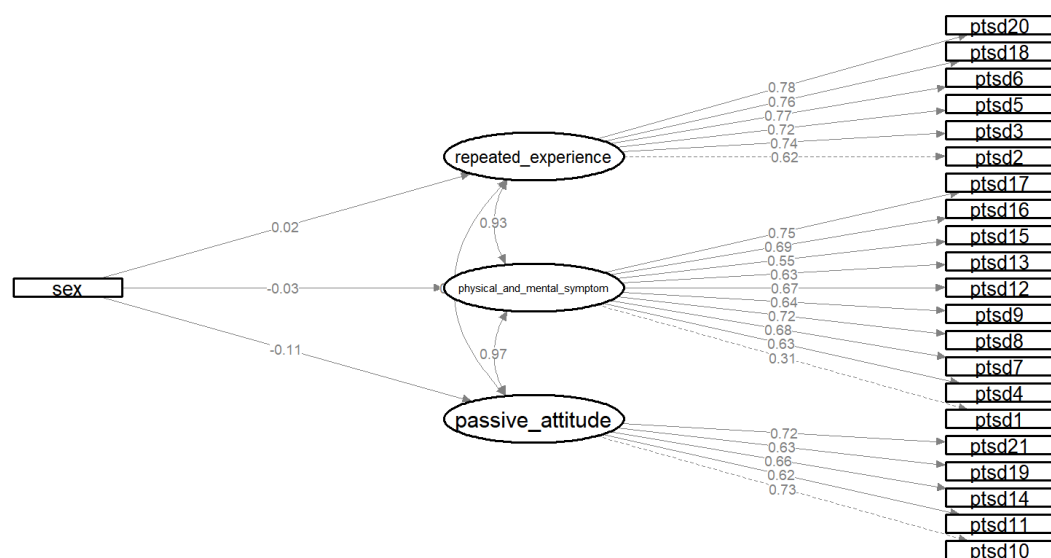 ptsd20
ptsd18
ptsd6
ptsd5
ptsd3
ptsd2
ptsd17
ptsd16
ptsd15
ptsd13
ptsd12
ptsd9
ptsd8
ptsd7
ptsd4
ptsd1
ptsd21
ptsd19
ptsd14
ptsd11
ptsd10
0.78
0.76
0.77
0.72
0.74
0.62
0.75
0.69
0.55
0.63
0.67
0.64
0.72
0.68
0.63
0.31
0.72
0.63
0.66
0.62
0.73
repeated_experience
0.93
physical_and_mental_symptom
0.97
passive_attitude
0.02
-0.03
-0.11
sex